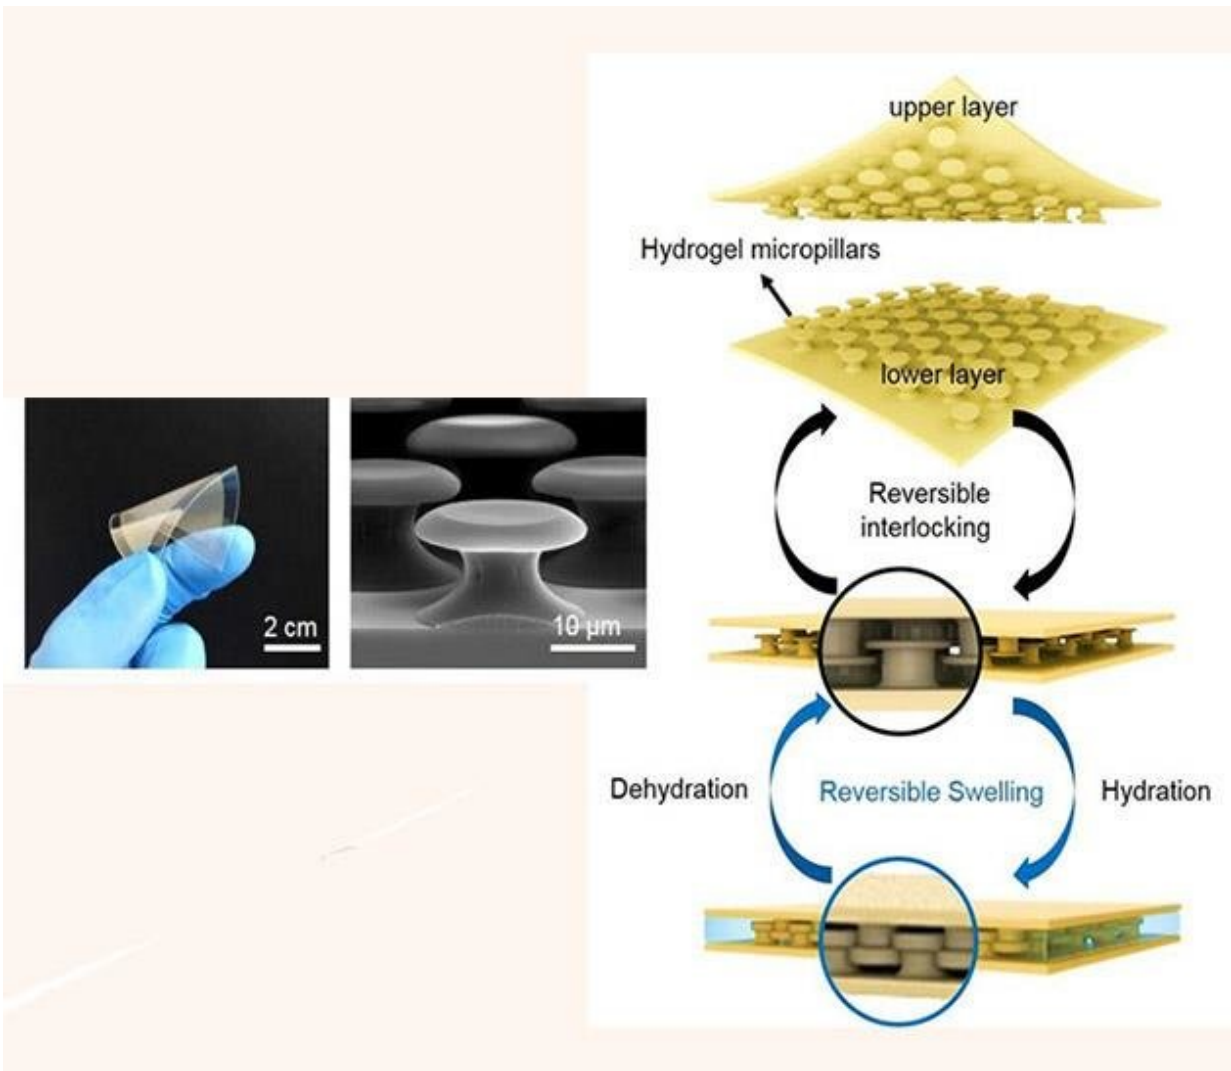 upper layer
Hydrogel micropillars
lower layer
2 cm
10 µm
Reversible
interlocking
Dehydration
Reversible Swelling
Hydration